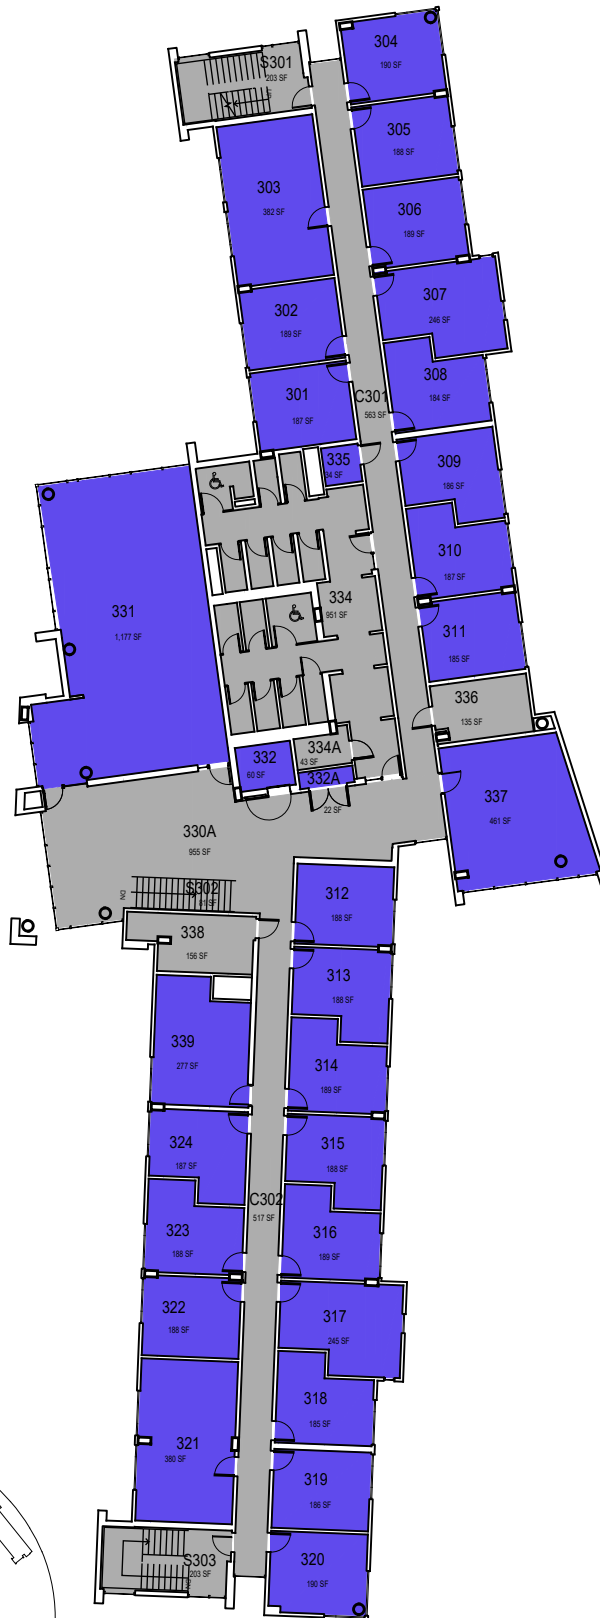 304
190 SF
S301
203 SF
305
188 SF
303
382 SF
306
189 SF
307
246 SF
302
189 SF
308
184 SF
301
187 SF
C301
563 SF
335
34 SF
309
186 SF
310
187 SF
331
1,177 SF
334
951 SF
311
185 SF
336
135 SF
334A
43 SF
332
60 SF
332A
22 SF
337
461 SF
330A
955 SF
S302
81 SF
DN
312
188 SF
338
156 SF
313
188 SF
339
277 SF
314
189 SF
324
187 SF
315
188 SF
C302
517 SF
323
188 SF
316
189 SF
322
188 SF
317
245 SF
318
185 SF
321
380 SF
319
186 SF
S303
203 SF
DN
320
190 SF